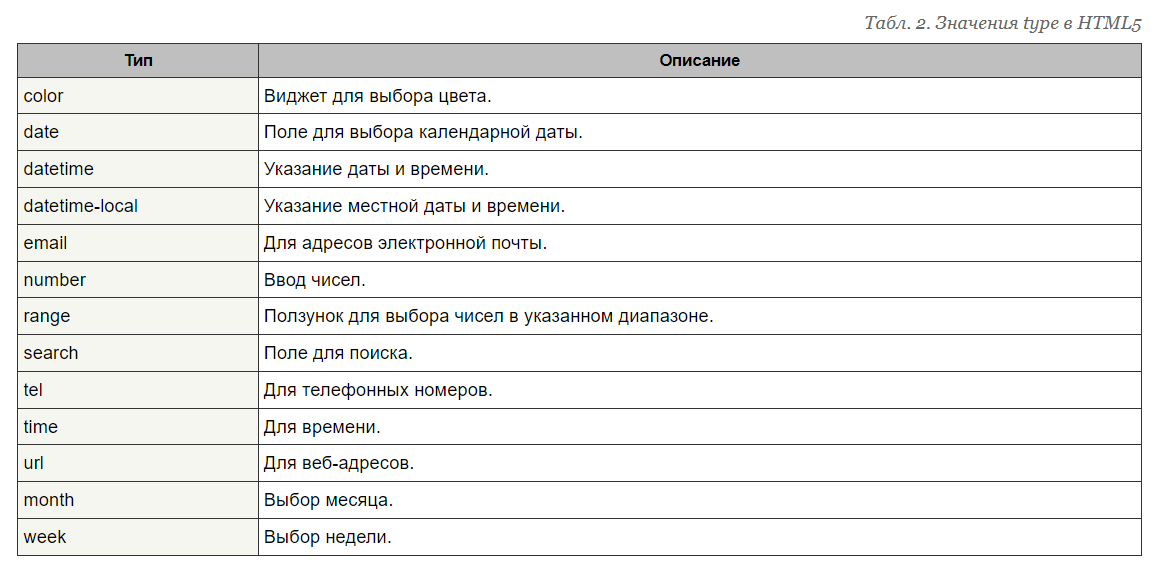 Табл. 2. Значения type в HTML5
Тип Описание
color Виджет для выбора цвета.
date Поле для выбора календарной даты.
datetime Указание даты и времени.
datetime-local Указание местной даты и времени.
email Для адресов электронной почты.
number Ввод чисел.
range Ползунок для выбора чисел в указанном диапазоне.
search Поле для поиска.
tel Для телефонных номеров.
time Для времени.
url Для веб-адресов.
month Выбор месяца.
week Выбор недели.